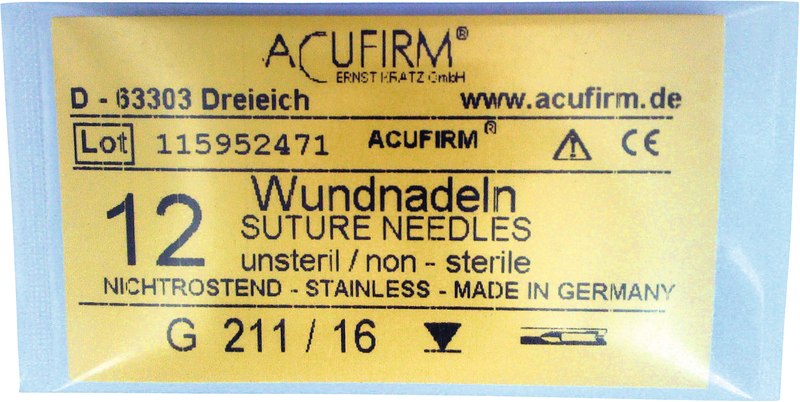 ACUFIRM®
ERNST KRATZ GmbH
D - 63303 Dreieich www.acufirm.de
Lot 115952471 ACUFIRM® CE
12 Wundnadeln
SUTURE NEEDLES
unsteril / non - sterile
NICHTROSTEND - STAINLESS - MADE IN GERMANY
G 211 / 16